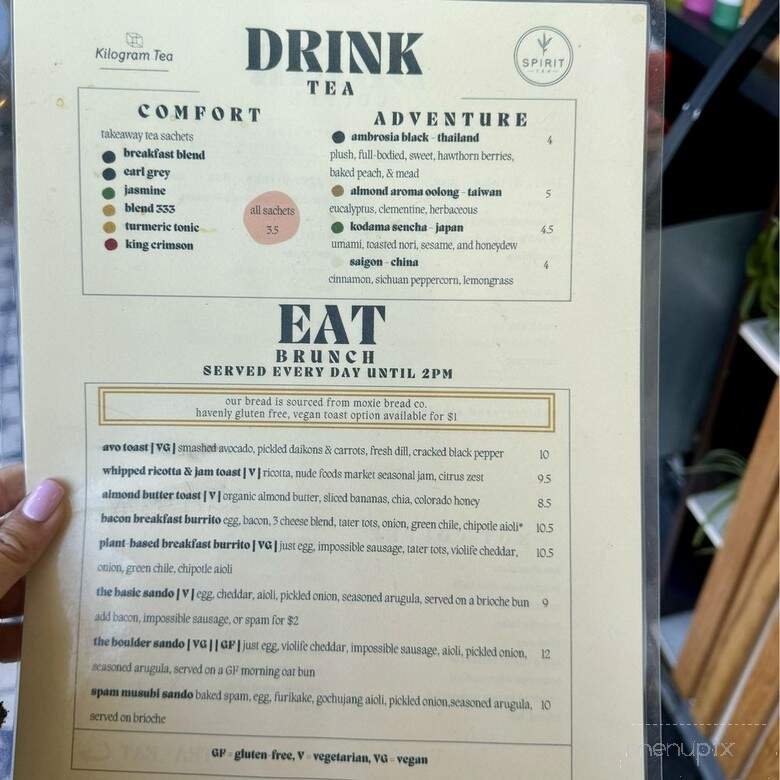 Kilogram Tea
DRINK
TEA
SPIRIT
TEA
COMFORT
takeaway tea sachets
breakfast blend
earl grey
jasmine
blend 333
turmeric tonic
king crimson
all sachets
3.5
ADVENTURE
ambrosia black - thailand 4
plush, full-bodied, sweet, hawthorn berries,
baked peach, & mead
almond aroma oolong - taiwan 5
eucalyptus, clementine, herbaceous
kodama sencha - japan 4.5
umami, toasted nori, sesame, and honeydew
saigon - china 4
cinnamon, sichuan peppercorn, lemongrass
EAT
BRUNCH
SERVED EVERY DAY UNTIL 2PM
our bread is sourced from moxie bread co.
havenly gluten free, vegan toast option available for $1
avo toast | VG | smashed avocado, pickled daikons & carrots, fresh dill, cracked black pepper 10
whipped ricotta & jam toast | V | ricotta, nude foods market seasonal jam, citrus zest 9.5
almond butter toast | V | organic almond butter, sliced bananas, chia, colorado honey 8.5
bacon breakfast burrito egg, bacon, 3 cheese blend, tater tots, onion, green chile, chipotle aioli* 10.5
plant-based breakfast burrito | VG | just egg, impossible sausage, tater tots, violife cheddar, 10.5
onion, green chile, chipotle aioli
the basic sando | V | egg, cheddar, aioli, pickled onion, seasoned arugula, served on a brioche bun 9
add bacon, impossible sausage, or spam for $2
the boulder sando | VG | | GF | just egg, violife cheddar, impossible sausage, aioli, pickled onion, 12
seasoned arugula, served on a GF morning oat bun
spam musubi sando baked spam, egg, furikake, gochujang aioli, pickled onion,seasoned arugula, 10
served on brioche
GF - gluten-free, V - vegetarian, VG - vegan
menupix